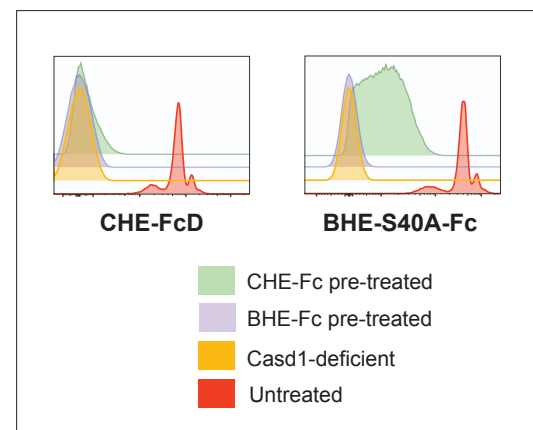 CHE-FcD
BHE-S40A-Fc
CHE-Fc pre-treated
BHE-Fc pre-treated
Casd1-deficient
Untreated